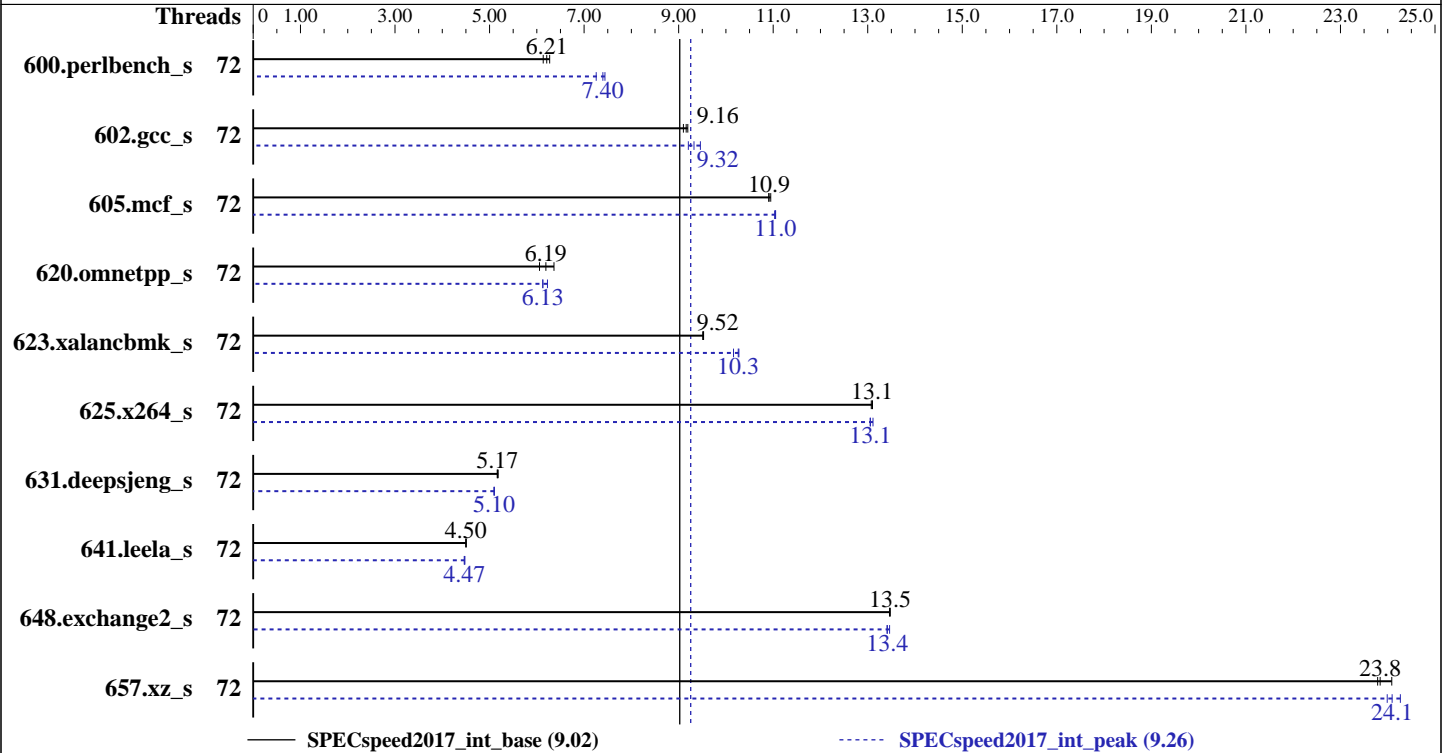 Threads 0 1.00 3.00 5.00 7.00 9.00 11.0 13.0 15.0 17.0 19.0 21.0 23.0 25.0
6.21
600.perlbench_s 72
7.40
9.16
602.gcc_s 72
9.32
10.9
605.mcf_s 72
11.0
6.19
620.omnetpp_s 72
6.13
9.52
623.xalancbmk_s 72
10.3
13.1
625.x264_s 72
13.1
5.17
631.deepsjeng_s 72
5.10
4.50
641.leela_s 72
4.47
13.5
648.exchange2_s 72
13.4
23.8
657.xz_s 72
24.1
SPECspeed2017_int_base (9.02) SPECspeed2017_int_peak (9.26)